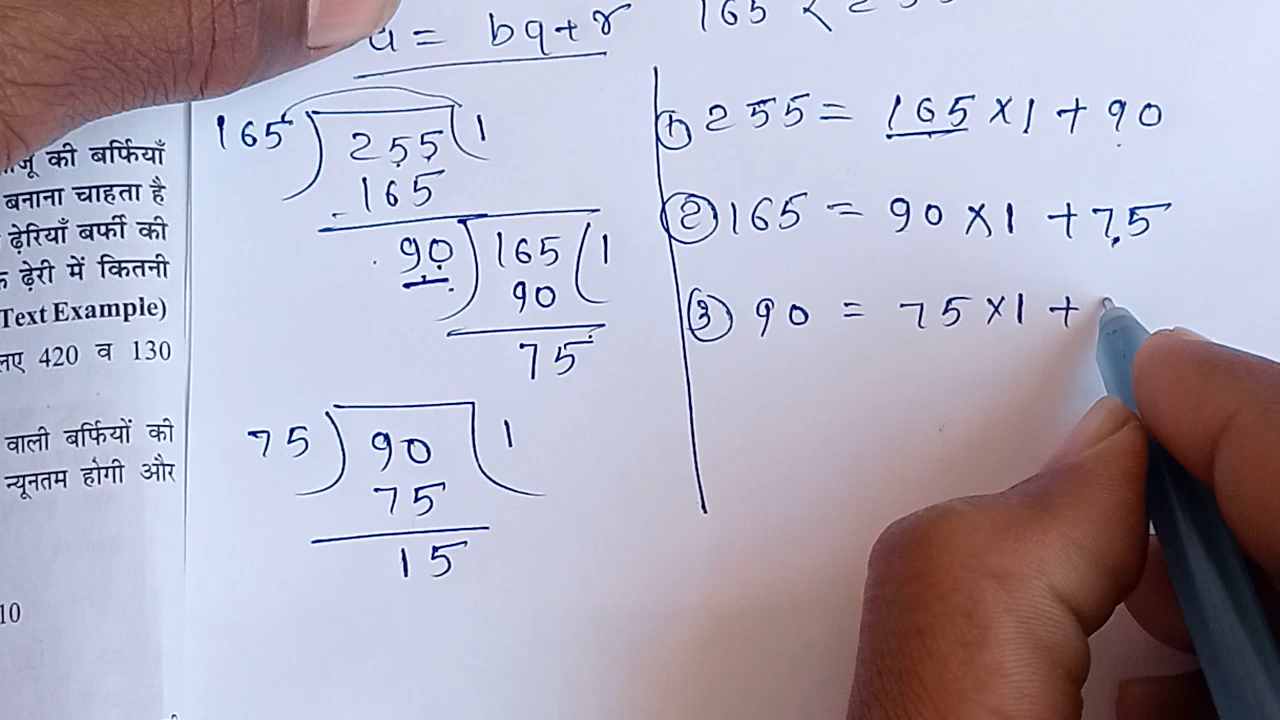 a = bq + r
165 < 2
165 ) 255 ( 1
165
90 ) 165 ( 1
90
75
75 ) 90 ( 1
75
15
① 255 = 165 × 1 + 90
② 165 = 90 × 1 + 75
③ 90 = 75 × 1 +
की बर्फियाँ
बनाना चाहता है
ढ़ेरियाँ बर्फी की
ढ़ेरी में कितनी
Text Example)
420 व 130
वाली बर्फियों की
न्यूनतम होगी और
10